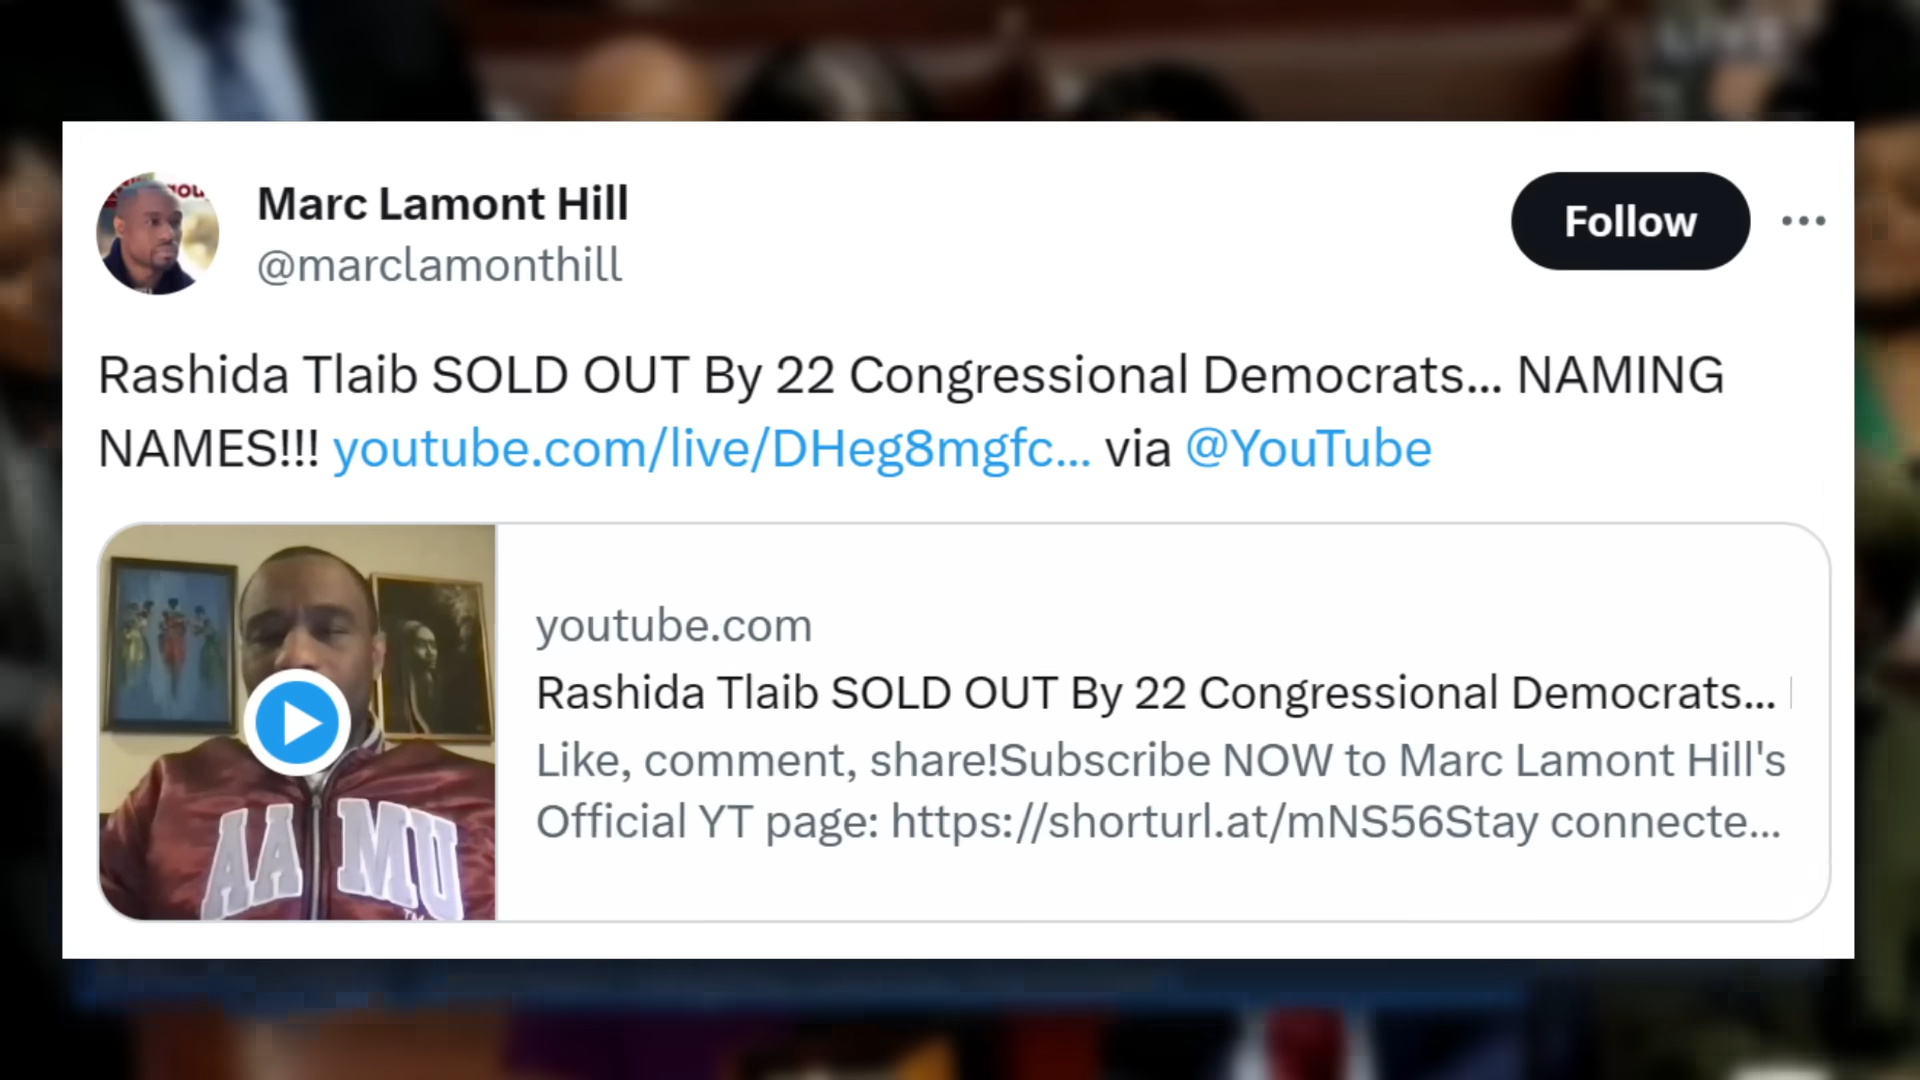 Marc Lamont Hill
@marclamonthill
Follow
Rashida Tlaib SOLD OUT By 22 Congressional Democrats... NAMING
NAMES!!! youtube.com/live/DHeg8mgfc... via @YouTube
youtube.com
Rashida Tlaib SOLD OUT By 22 Congressional Democrats...
Like, comment, share!Subscribe NOW to Marc Lamont Hill's
Official YT page: https://shorturl.at/mNS56Stay connecte...
AAMU
TM